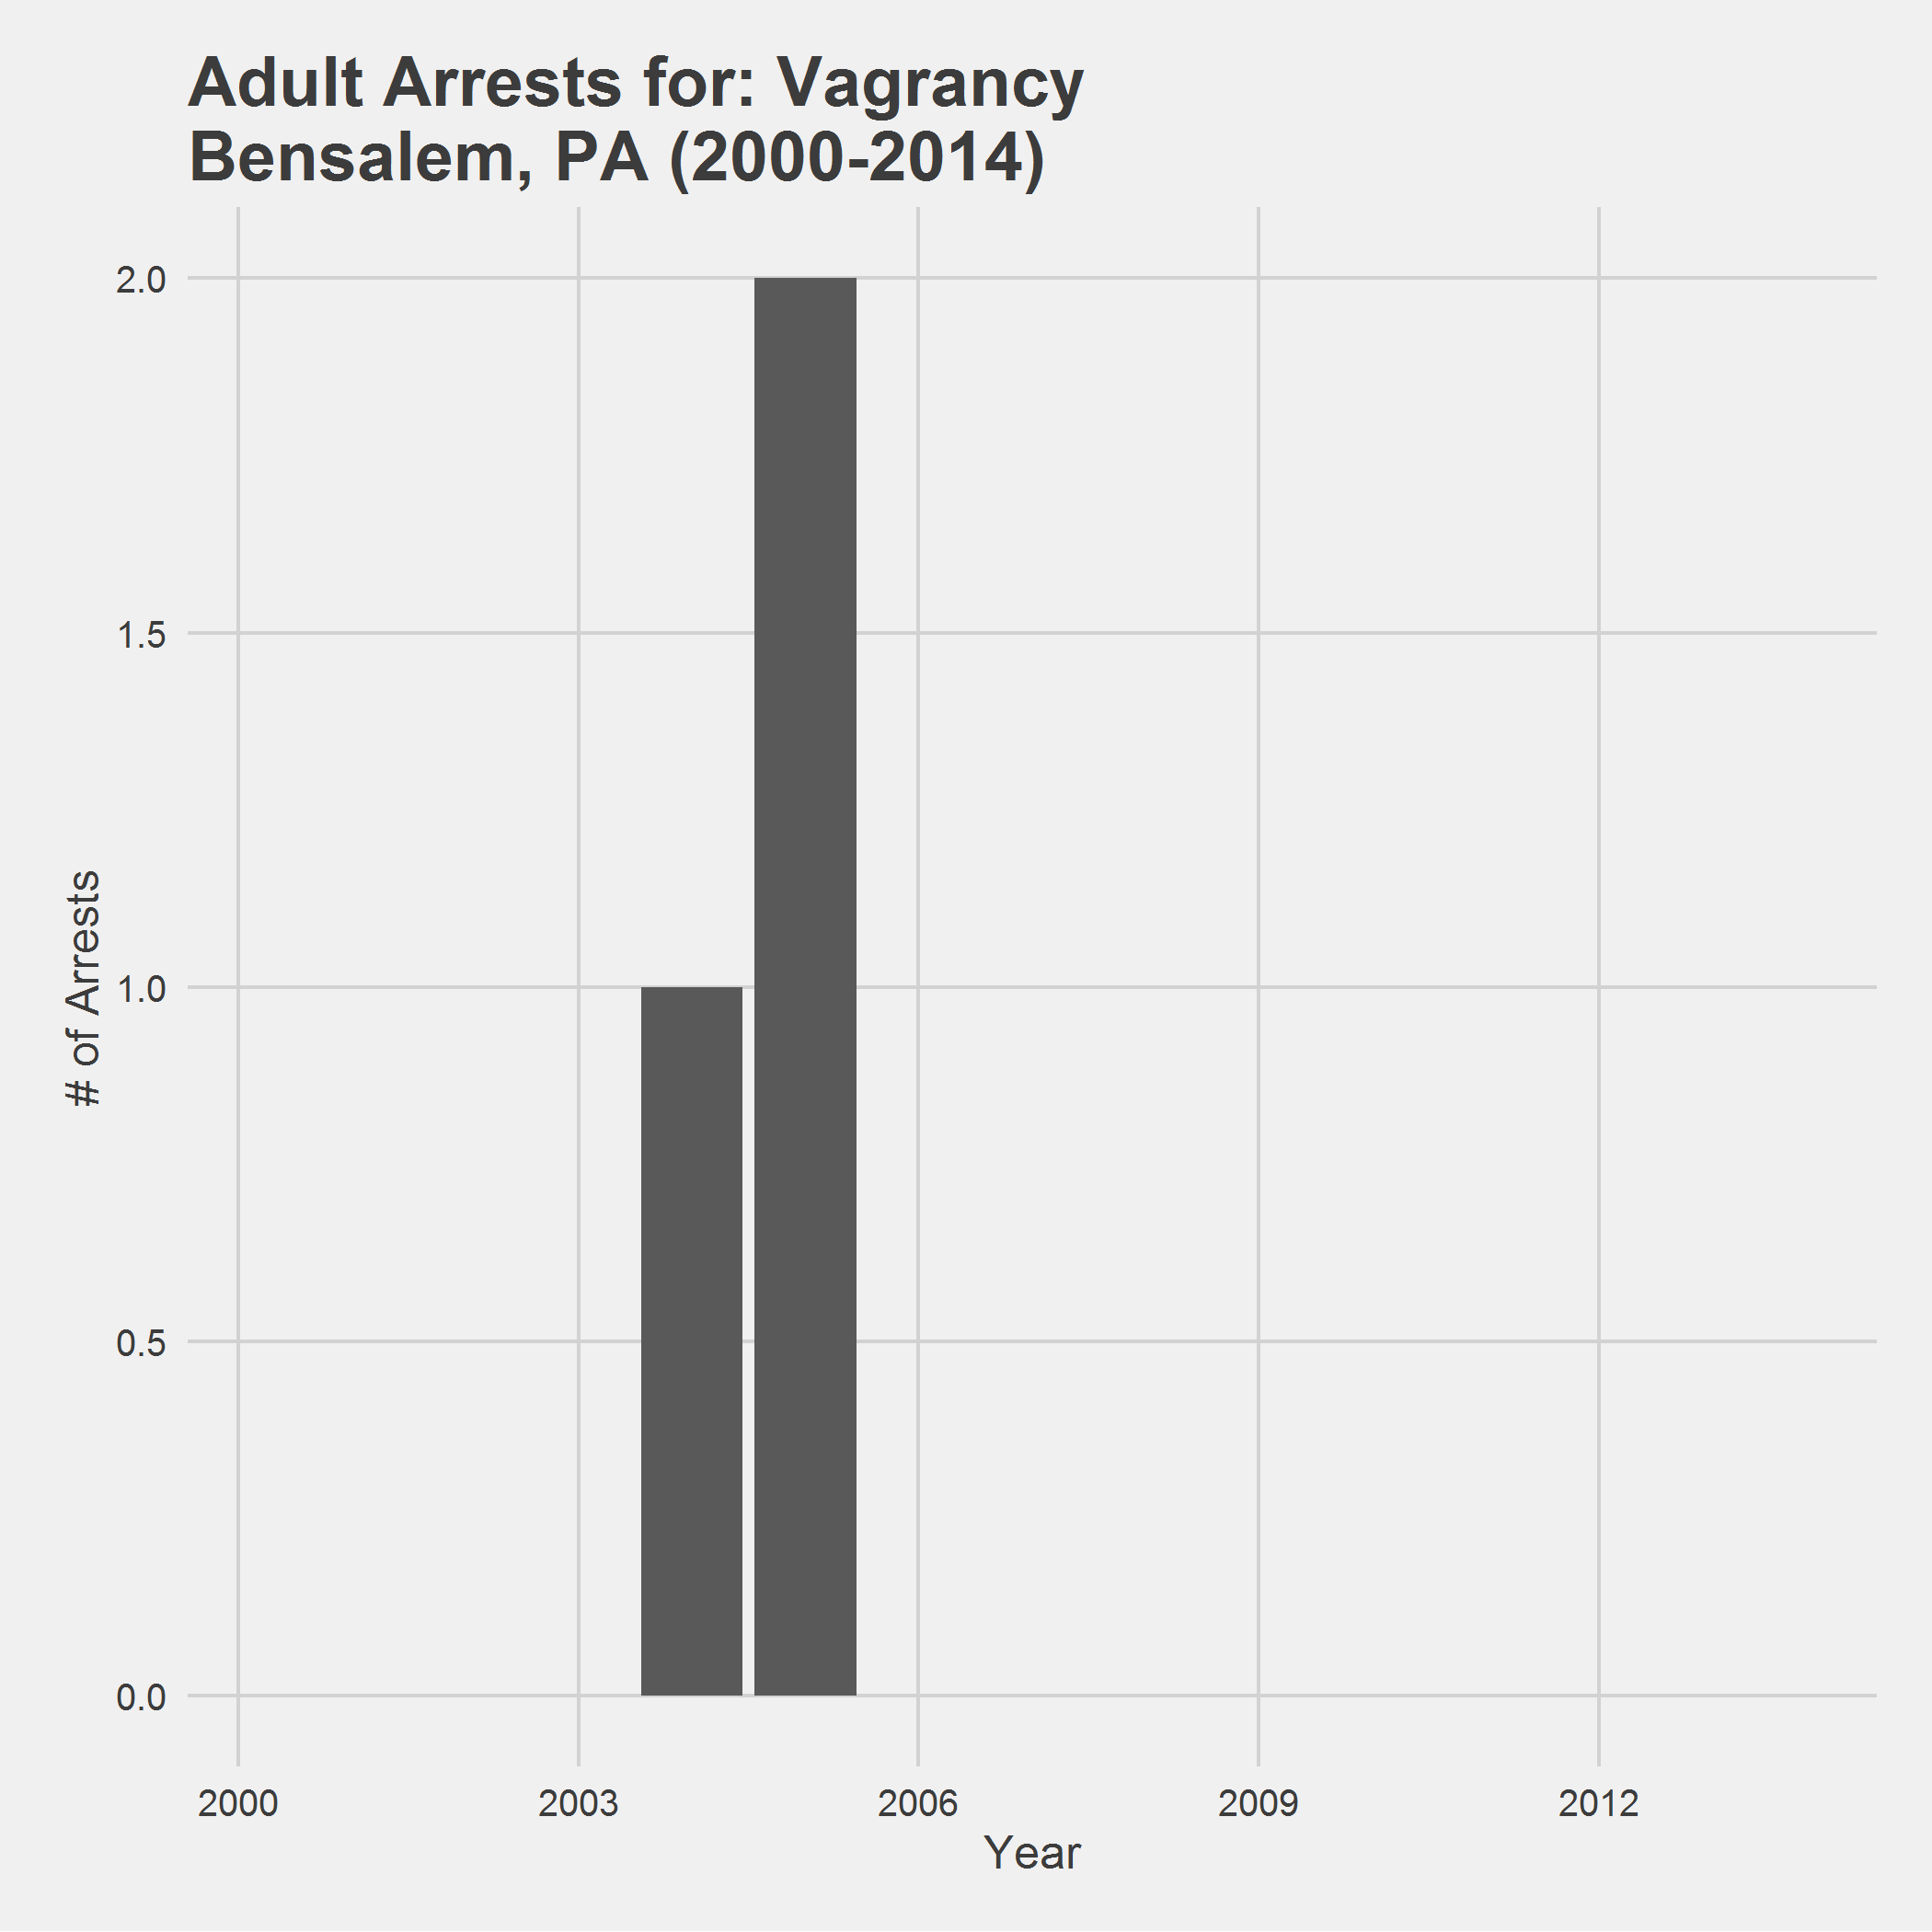 Adult Arrests for: Vagrancy
Bensalem, PA (2000-2014)
2.0
1.5
1.0
0.5
0.0
# of Arrests
2000 2003 2006 2009 2012
Year